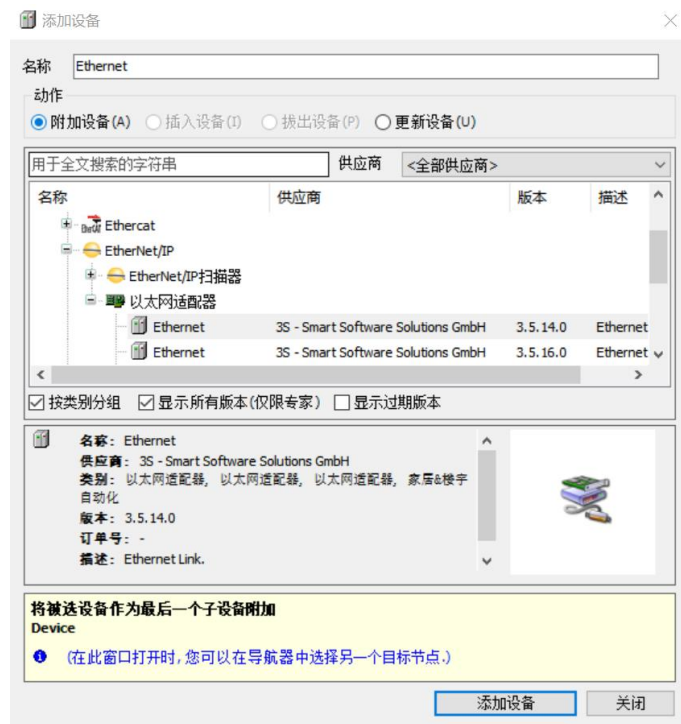 添加设备
名称 Ethernet
动作
附加设备(A) 插入设备(I) 拔出设备(P) 更新设备(U)
用于全文搜索的字符串 供应商 <全部供应商>
名称 供应商 版本 描述
Ethercat
EtherNet/IP
EtherNet/IP扫描器
以太网适配器
Ethernet 3S - Smart Software Solutions GmbH 3.5.14.0 Ethernet
Ethernet 3S - Smart Software Solutions GmbH 3.5.16.0 Ethernet
按类别分组 显示所有版本(仅限专家) 显示过期版本
名称: Ethernet
供应商: 3S - Smart Software Solutions GmbH
类别: 以太网适配器, 以太网适配器, 以太网适配器, 家居&楼宇
自动化
版本: 3.5.14.0
订单号: -
描述: Ethernet Link.
将被选设备作为最后一个子设备附加
Device
(在此窗口打开时,您可以在导航器中选择另一个目标节点.)
添加设备 关闭